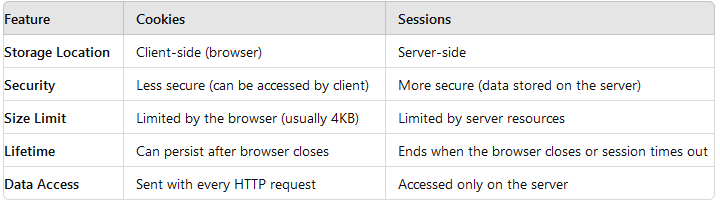 Feature Cookies Sessions
Storage Location Client-side (browser) Server-side
Security Less secure (can be accessed by client) More secure (data stored on the server)
Size Limit Limited by the browser (usually 4KB) Limited by server resources
Lifetime Can persist after browser closes Ends when the browser closes or session times out
Data Access Sent with every HTTP request Accessed only on the server